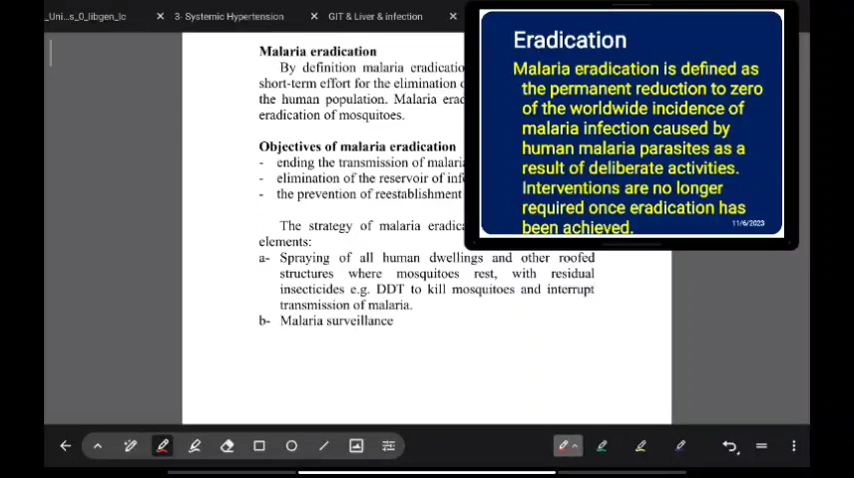 _Uni...s_0_libgen_lc
3- Systemic Hypertension
GIT & Liver & infection
Malaria eradication
By definition malaria eradicatio
short-term effort for the elimination
the human population. Malaria erad
eradication of mosquitoes.
Objectives of malaria eradication
- ending the transmission of malari
- elimination of the reservoir of inf
- the prevention of reestablishment
The strategy of malaria eradica
elements:
a- Spraying of all human dwellings and other roofed
structures where mosquitoes rest, with residual
insecticides e.g. DDT to kill mosquitoes and interrupt
transmission of malaria.
b- Malaria surveillance
Eradication
Malaria eradication is defined as
the permanent reduction to zero
of the worldwide incidence of
malaria infection caused by
human malaria parasites as a
result of deliberate activities.
Interventions are no longer
required once eradication has
been achieved.
11/6/2023